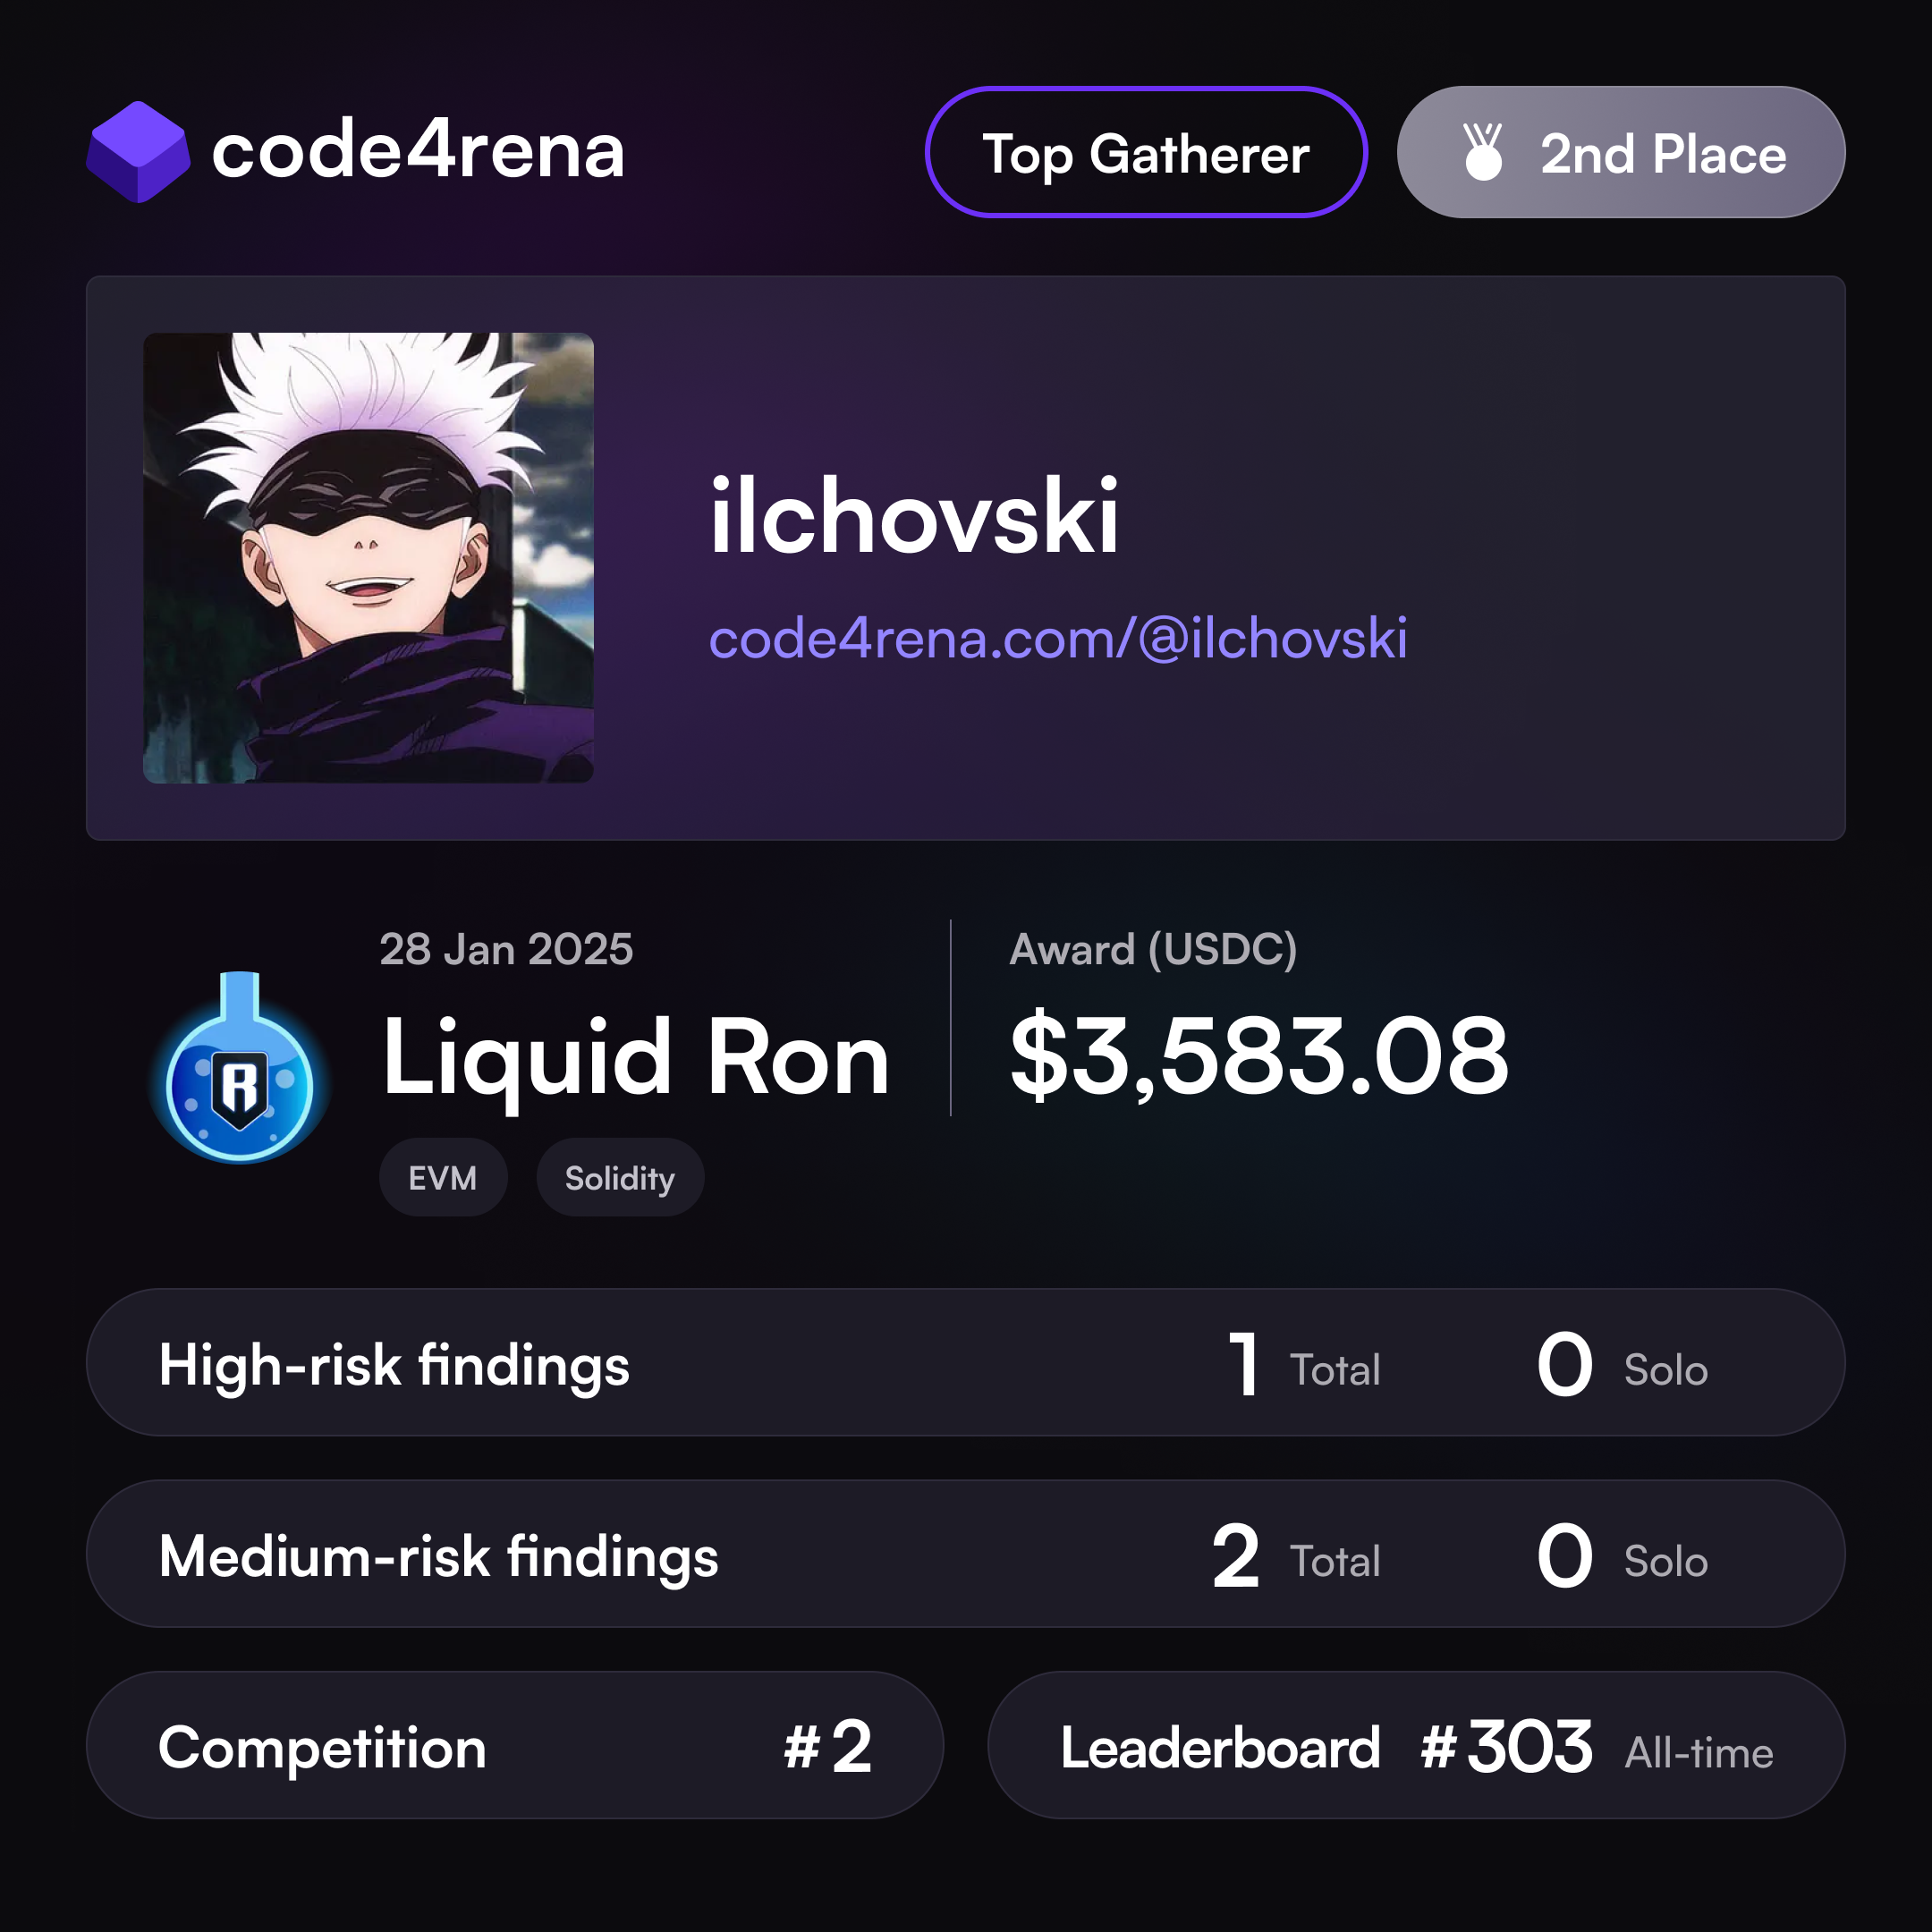 code4rena
Top Gatherer
2nd Place
ilchovski
code4rena.com/@ilchovski
28 Jan 2025
Liquid Ron
EVM Solidity
Award (USDC)
$3,583.08
R
High-risk findings 1 Total 0 Solo
Medium-risk findings 2 Total 0 Solo
Competition #2
Leaderboard #303 All-time